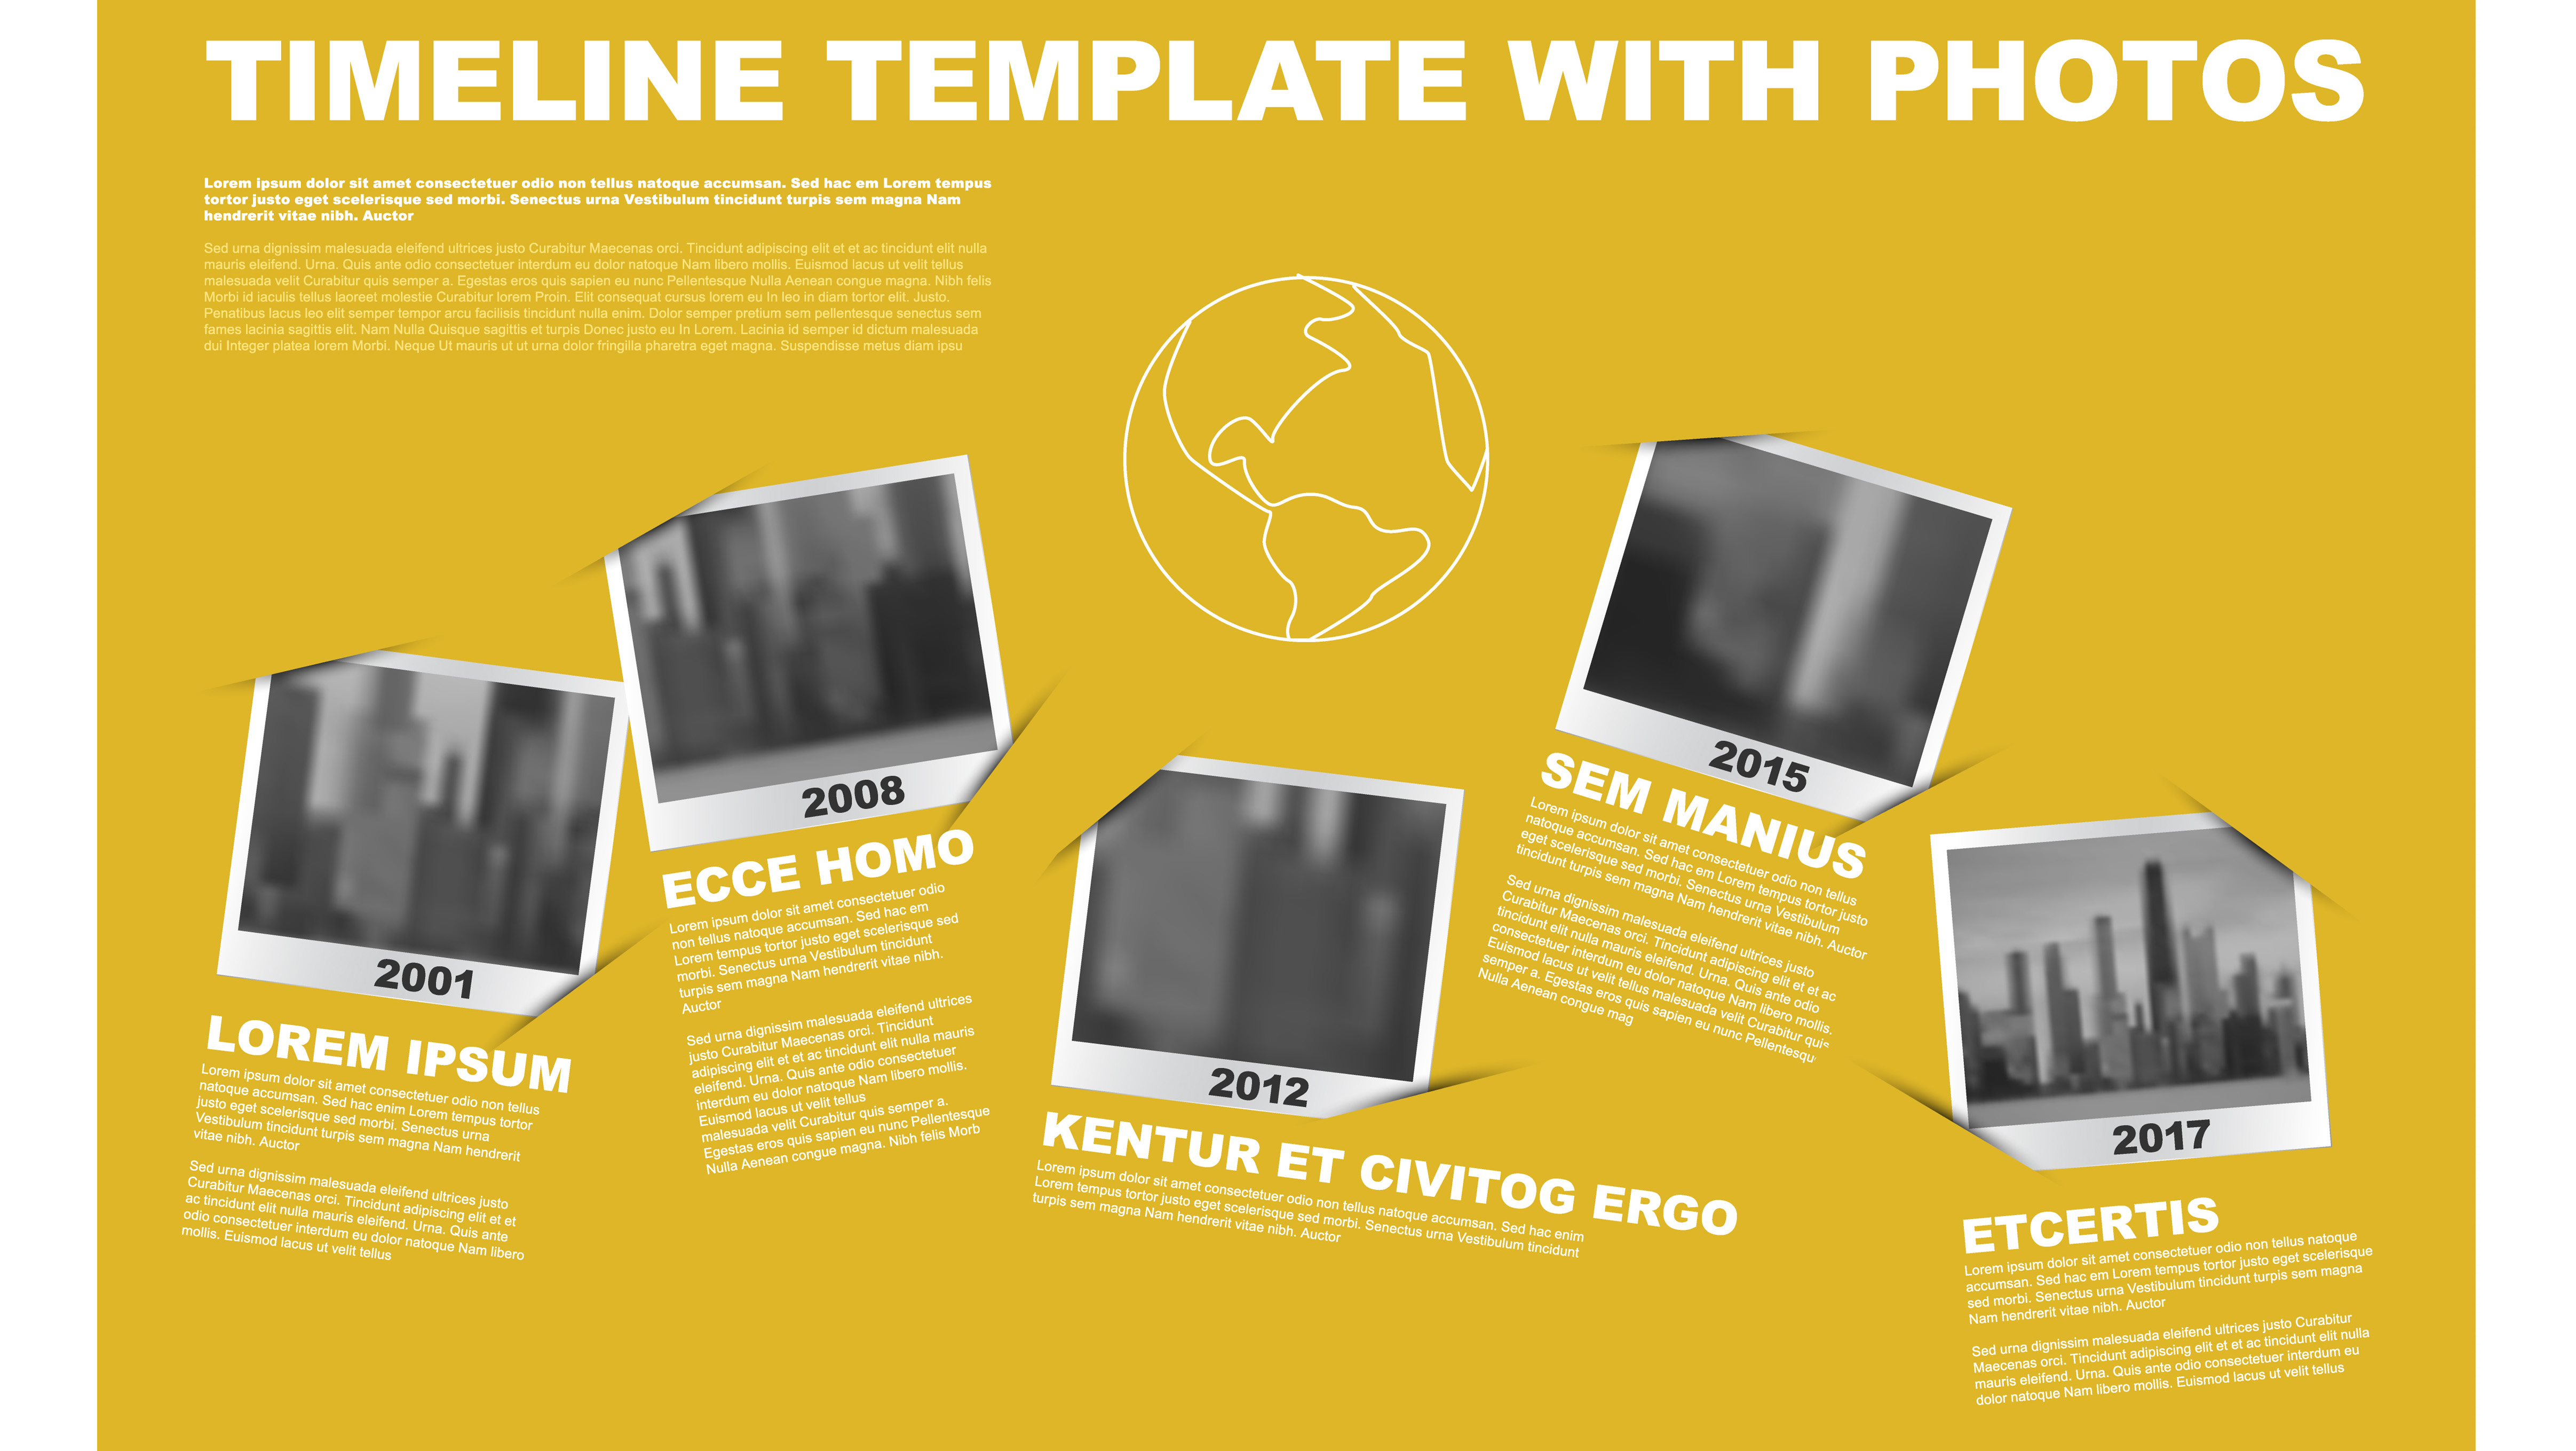 TIMELINE TEMPLATE WITH PHOTOS
Lorem ipsum dolor sit amet consectetuer odio non tellus natoque accumsan. Sed hac em Lorem tempus
tortor justo eget scelerisque sed morbi. Senectus urna Vestibulum tincidunt turpis sem magna Nam
hendrerit vitae nibh. Auctor
Sed urna dignissim malesuada eleifend ultrices justo Curabitur Maecenas orci. Tincidunt adipiscing elit et et ac tincidunt elit nulla
mauris eleifend. Urna. Quis ante odio consectetuer interdum eu dolor natoque Nam libero mollis. Euismod lacus ut velit tellus
malesuada velit Curabitur quis semper a. Egestas eros quis sapien eu nunc Pellentesque Nulla Aenean congue magna. Nibh felis
Morbi id iaculis tellus laoreet molestie Curabitur lorem Proin. Elit consequat cursus lorem eu In leo in diam tortor elit. Justo.
Penatibus lacus leo elit semper tempor arcu facilisis tincidunt nulla enim. Dolor semper pretium sem pellentesque senectus sem
fames lacinia sagittis elit. Nam Nulla Quisque sagittis et turpis Donec justo eu In Lorem. Lacinia id semper id dictum malesuada
dui Integer platea lorem Morbi. Neque Ut mauris ut ut urna dolor fringilla pharetra eget magna. Suspendisse metus diam ipsu
2001
LOREM IPSUM
Lorem ipsum dolor sit amet consectetuer odio non tellus
natoque accumsan. Sed hac enim Lorem tempus tortor
justo eget scelerisque sed morbi. Senectus urna
Vestibulum tincidunt turpis sem magna Nam hendrerit
vitae nibh. Auctor
Sed urna dignissim malesuada eleifend ultrices justo
Curabitur Maecenas orci. Tincidunt adipiscing elit et et
ac tincidunt elit nulla mauris eleifend. Urna. Quis ante
odio consectetuer interdum eu dolor natoque Nam libero
mollis. Euismod lacus ut velit tellus
2008
ECCE HOMO
Lorem ipsum dolor sit amet consectetuer odio
non tellus natoque accumsan. Sed hac em
Lorem tempus tortor justo eget scelerisque sed
morbi. Senectus urna Vestibulum tincidunt
turpis sem magna Nam hendrerit vitae nibh.
Auctor
Sed urna dignissim malesuada eleifend ultrices
justo Curabitur Maecenas orci. Tincidunt
adipiscing elit et et ac tincidunt elit nulla mauris
eleifend. Urna. Quis ante odio consectetuer
interdum eu dolor natoque Nam libero mollis.
Euismod lacus ut velit tellus
malesuada velit Curabitur quis semper a.
Egestas eros quis sapien eu nunc Pellentesque
Nulla Aenean congue magna. Nibh felis Morb
2012
KENTUR ET CIVITOG ERGO
Lorem ipsum dolor sit amet consectetuer odio non tellus natoque accumsan. Sed hac enim
Lorem tempus tortor justo eget scelerisque sed morbi. Senectus urna Vestibulum tincidunt
turpis sem magna Nam hendrerit vitae nibh. Auctor
2015
SEM MANIUS
Lorem ipsum dolor sit amet consectetuer odio non tellus
natoque accumsan. Sed hac em Lorem tempus tortor justo
eget scelerisque sed morbi. Senectus urna Vestibulum
tincidunt turpis sem magna Nam hendrerit vitae nibh. Auctor
Sed urna dignissim malesuada eleifend ultrices justo
Curabitur Maecenas orci. Tincidunt adipiscing elit et et ac
tincidunt elit nulla mauris eleifend. Urna. Quis ante odio
consectetuer interdum eu dolor natoque Nam libero mollis.
Euismod lacus ut velit tellus malesuada velit Curabitur quis
semper a. Egestas eros quis sapien eu nunc Pellentesqu
Nulla Aenean congue mag
2017
ETCERTIS
Lorem ipsum dolor sit amet consectetuer odio non tellus natoque
accumsan. Sed hac em Lorem tempus tortor justo eget scelerisque
sed morbi. Senectus urna Vestibulum tincidunt turpis sem magna
Nam hendrerit vitae nibh. Auctor
Sed urna dignissim malesuada eleifend ultrices justo Curabitur
Maecenas orci. Tincidunt adipiscing elit et et ac tincidunt elit nulla
mauris eleifend. Urna. Quis ante odio consectetuer interdum eu
dolor natoque Nam libero mollis. Euismod lacus ut velit tellus